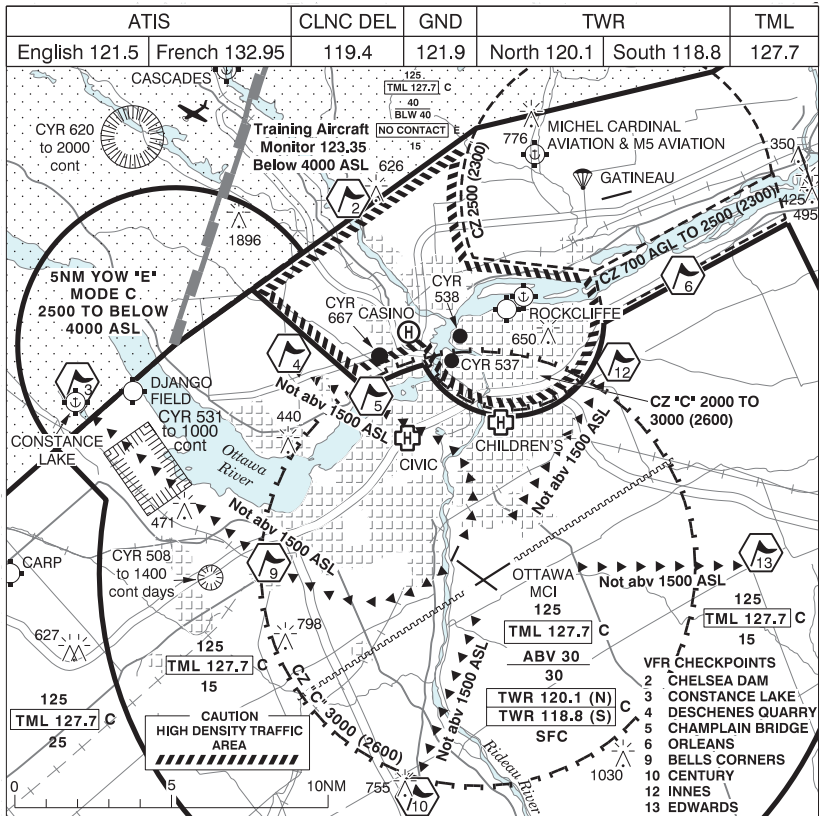 ATIS
CLNC DEL
GND
TWR
TML
English 121.5
French 132.95
119.4
121.9
North 120.1
South 118.8
127.7
CASCADES
125
TML 127.7 C
40
BLW 40
NO CONTACT E
15
CYR 620
to 2000
cont
Training Aircraft
Monitor 123.35
Below 4000 ASL
626
776
MICHEL CARDINAL
AVIATION & M5 AVIATION
350
GATINEAU
425
495
2
CZ 2500 (2300)
1896
CZ 700 AGL TO 2500 (2300)
5NM YOW "E"
MODE C
2500 TO BELOW
4000 ASL
6
CYR
667
CASINO
H
CYR
538
ROCKCLIFFE
650
4
CYR 537
12
3
DJANGO
FIELD
5
CZ "C" 2000 TO
3000 (2600)
Not abv 1500 ASL
CYR 531
to 1000
cont
440
CONSTANCE
LAKE
H
CIVIC
H
CHILDREN'S
Ottawa
River
Not abv 1500 ASL
Not abv 1500 ASL
471
CARP
CYR 508
to 1400
cont days
9
OTTAWA
MCI
Not abv 1500 ASL
13
627
798
125
TML 127.7 C
15
125
TML 127.7 C
ABV 30
30
TWR 120.1 (N)
TWR 118.8 (S)
C
SFC
125
TML 127.7 C
15
125
TML 127.7 C
25
CZ "C" 3000 (2600)
Not abv 1500 ASL
Rideau River
CAUTION
HIGH DENSITY TRAFFIC
AREA
755
10
1030
VFR CHECKPOINTS
2 CHELSEA DAM
3 CONSTANCE LAKE
4 DESCHENES QUARRY
5 CHAMPLAIN BRIDGE
6 ORLEANS
9 BELLS CORNERS
10 CENTURY
12 INNES
13 EDWARDS
0 5 10NM